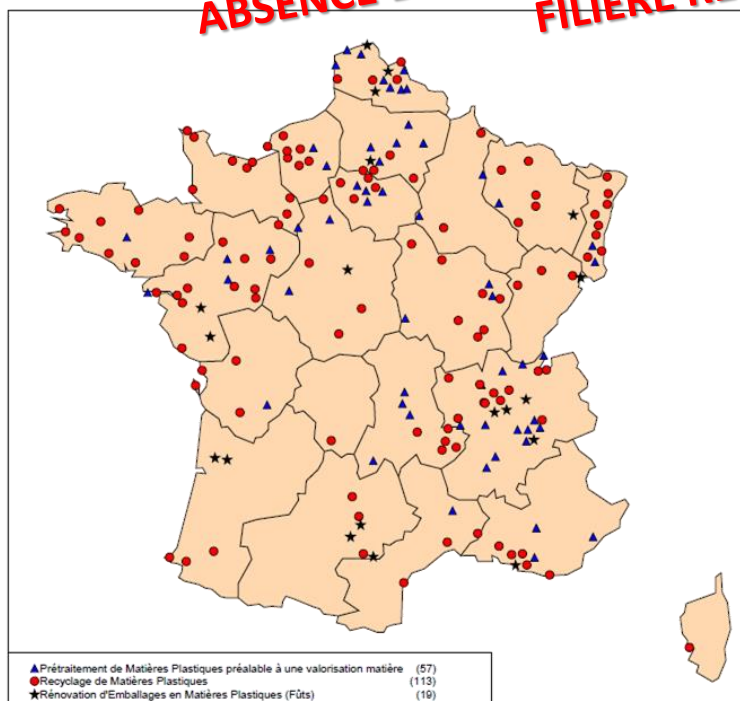 ABSENCE
FILIERE
Prétraitement de Matières Plastiques préalable à une valorisation matière (57)
Recyclage de Matières Plastiques (113)
Rénovation d'Emballages en Matières Plastiques (Fûts) (19)